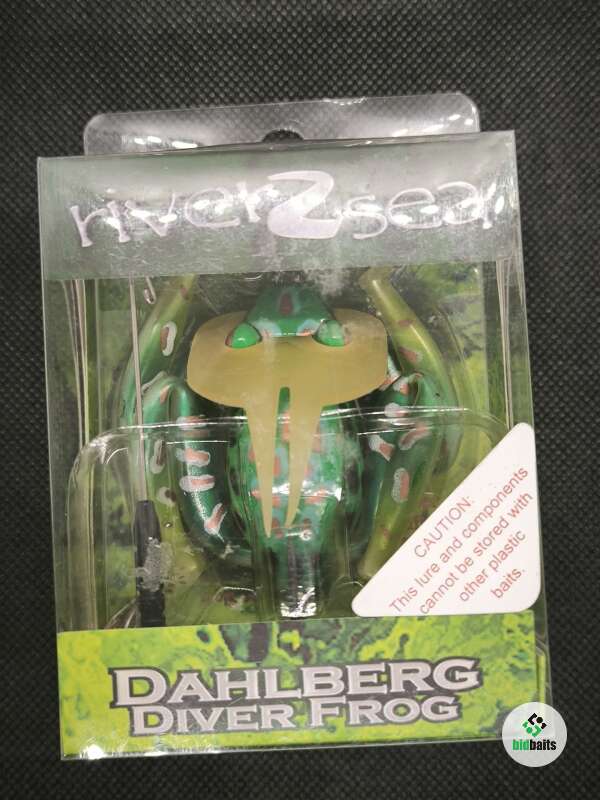 river2sea
CAUTION:
This lure and components
cannot be stored with
other plastic
baits.
DAHLBERG
DIVER FROG
bidbaits